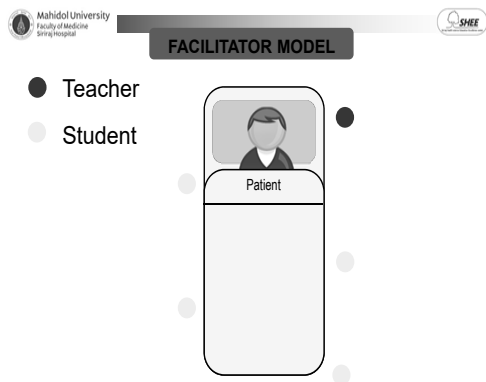 Mahidol University
Faculty of Medicine
Siriraj Hospital
SHEE
FACILITATOR MODEL
Teacher
Student
Patient